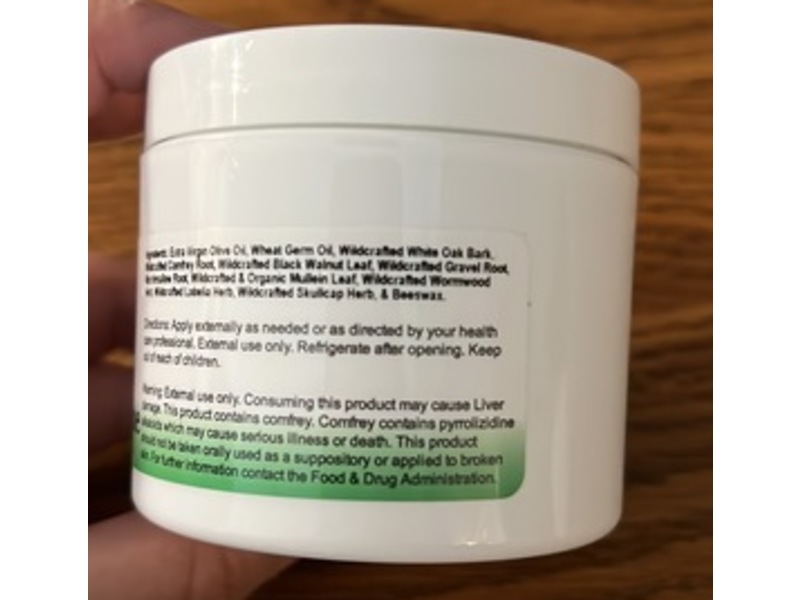 Ingredients: Extra Virgin Olive Oil, Wheat Germ Oil, Wildcrafted White Oak Bark,
Wildcrafted Comfrey Root, Wildcrafted Black Walnut Leaf, Wildcrafted Gravel Root,
Marshmallow Root, Wildcrafted & Organic Mullein Leaf, Wildcrafted Wormwood
Wildcrafted Lobelia Herb, Wildcrafted Skullcap Herb, & Beeswax.
Directions: Apply externally as needed or as directed by your health
care professional. External use only. Refrigerate after opening. Keep
out of reach of children.
Warning: External use only. Consuming this product may cause Liver
damage. This product contains comfrey. Comfrey contains pyrrolizidine
alkaloids which may cause serious illness or death. This product
should not be taken orally used as a suppository or applied to broken
skin. For further information contact the Food & Drug Administration.